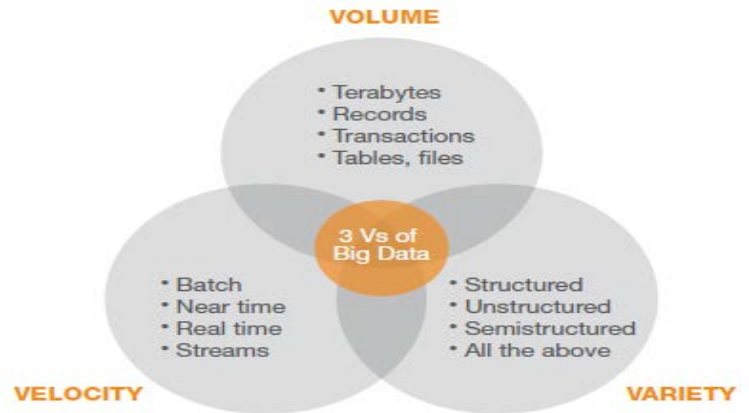 VOLUME
• Terabytes
• Records
• Transactions
• Tables, files
3 Vs of
Big Data
• Batch
• Near time
• Real time
• Streams
• Structured
• Unstructured
• Semistructured
• All the above
VELOCITY
VARIETY